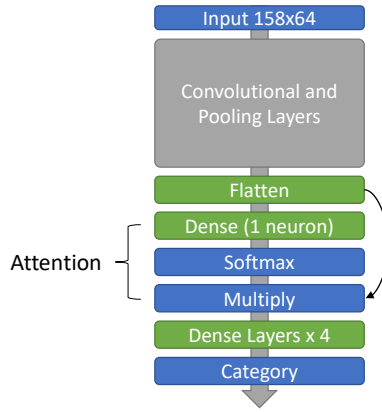 Input 158x64
Convolutional and
Pooling Layers
Flatten
Dense (1 neuron)
Attention
Softmax
Multiply
Dense Layers x 4
Category